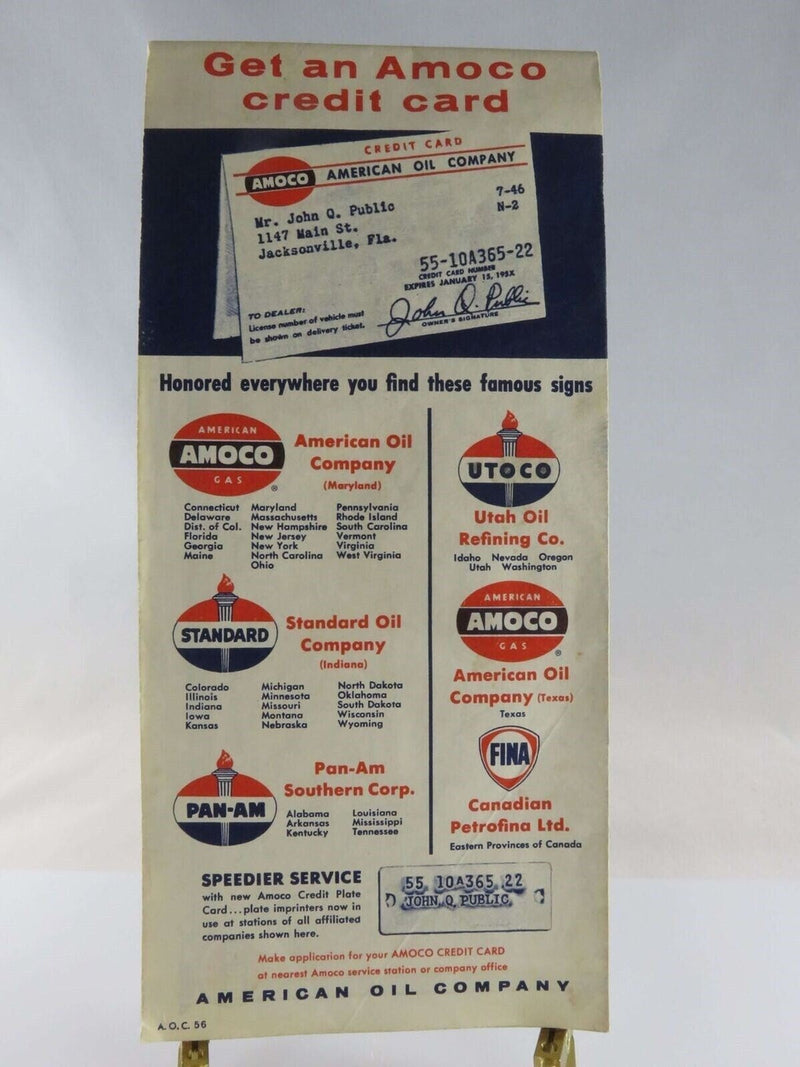 Get an Amoco
credit card
CREDIT CARD
AMOCO AMERICAN OIL COMPANY
Mr. John Q. Public
1147 Main St.
Jacksonville, Fla.
7-46
N-2
55-10A365-22
CREDIT CARD NUMBER
EXPIRES JANUARY 15, 195X
TO DEALER:
License number of vehicle must
be shown on delivery ticket.
John Q. Public
OWNER'S SIGNATURE
Honored everywhere you find these famous signs
AMERICAN
AMOCO
GAS
®
American Oil
Company
(Maryland)
Connecticut
Delaware
Dist. of Col.
Florida
Georgia
Maine
Maryland
Massachusetts
New Hampshire
New Jersey
New York
North Carolina
Ohio
Pennsylvania
Rhode Island
South Carolina
Vermont
Virginia
West Virginia
STANDARD
Standard Oil
Company
(Indiana)
Colorado
Illinois
Indiana
Iowa
Kansas
Michigan
Minnesota
Missouri
Montana
Nebraska
North Dakota
Oklahoma
South Dakota
Wisconsin
Wyoming
PAN-AM
Pan-Am
Southern Corp.
Alabama
Arkansas
Kentucky
Louisiana
Mississippi
Tennessee
UTOCO
Utah Oil
Refining Co.
Idaho Nevada Oregon
Utah Washington
AMERICAN
AMOCO
GAS
®
American Oil
Company (Texas)
Texas
FINA
Canadian
Petrofina Ltd.
Eastern Provinces of Canada
SPEEDIER SERVICE
with new Amoco Credit Plate
Card...plate imprinters now in
use at stations of all affiliated
companies shown here.
55 10A365 22
JOHN Q PUBLIC
Make application for your AMOCO CREDIT CARD
at nearest Amoco service station or company office
AMERICAN OIL COMPANY
A.O.C. 56